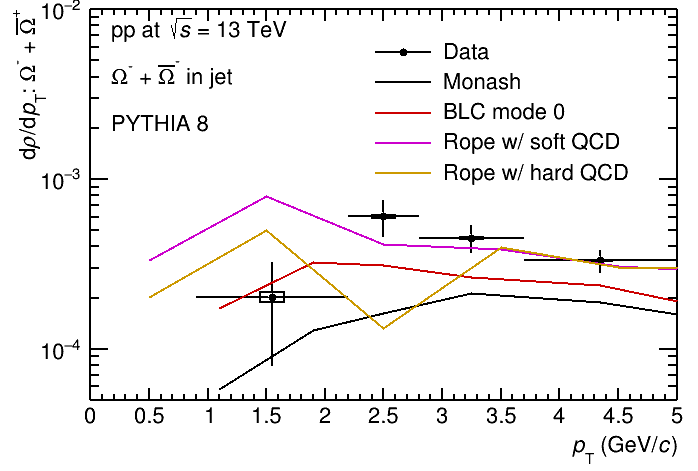 dρ/dp_T: Ω⁻ + Ω̅⁺
pp at √s = 13 TeV
Ω⁻ + Ω̅⁻ in jet
PYTHIA 8
Data
Monash
BLC mode 0
Rope w/ soft QCD
Rope w/ hard QCD
10⁻²
10⁻³
10⁻⁴
0 0.5 1 1.5 2 2.5 3 3.5 4 4.5 5
p_T (GeV/c)